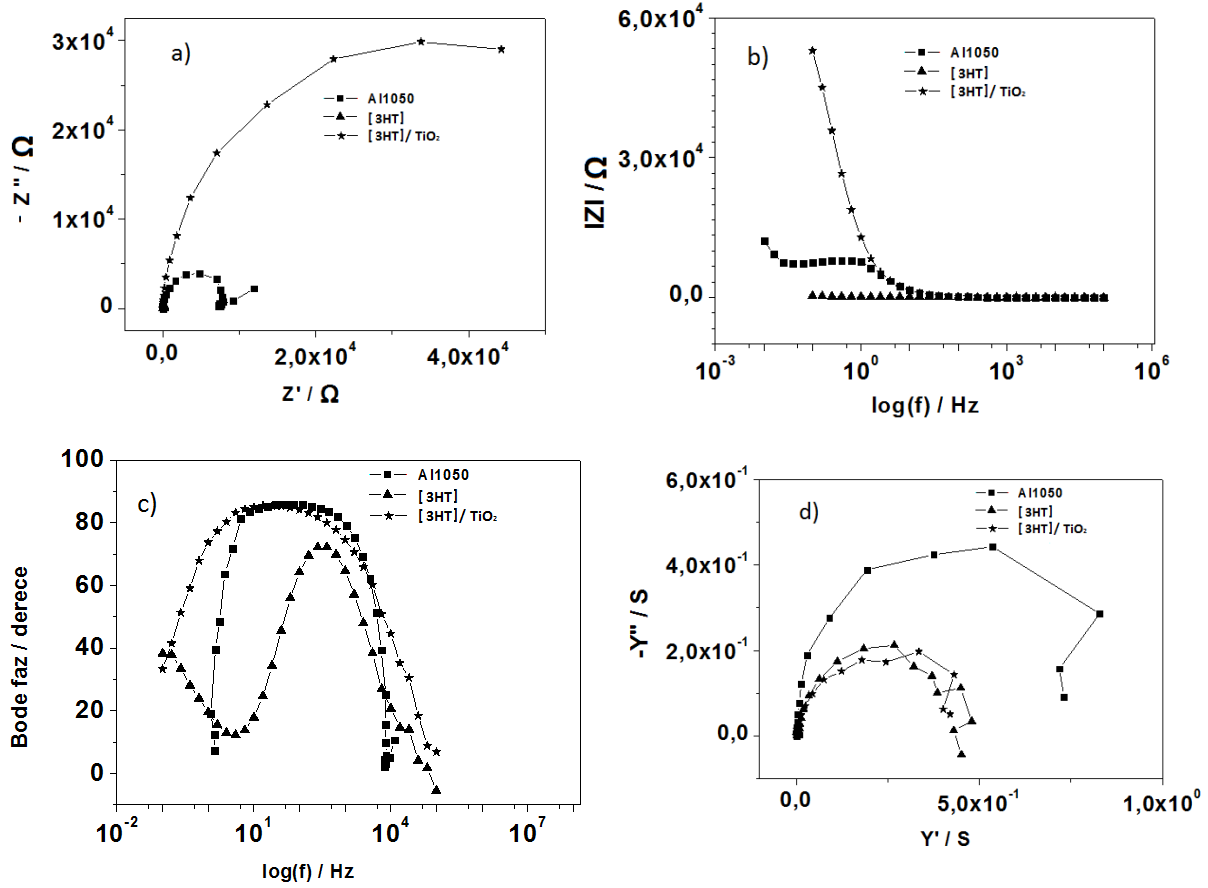 a)
- Z'' / Ω
3x10⁴
2x10⁴
1x10⁴
0
Al1050
[3HT]
[3HT]/ TiO₂
0,0
2,0x10⁴
4,0x10⁴
Z' / Ω
b)
IZI / Ω
6,0x10⁴
3,0x10⁴
0,0
Al1050
[3HT]
[3HT]/ TiO₂
10⁻³
10⁰
10³
10⁶
log(f) / Hz
c)
Bode faz / derece
100
80
60
40
20
0
Al1050
[3HT]
[3HT]/ TiO₂
10⁻²
10¹
10⁴
10⁷
log(f) / Hz
d)
-Y'' / S
6,0x10⁻¹
4,0x10⁻¹
2,0x10⁻¹
0,0
Al1050
[3HT]
[3HT]/ TiO₂
0,0
5,0x10⁻¹
1,0x10⁰
Y' / S